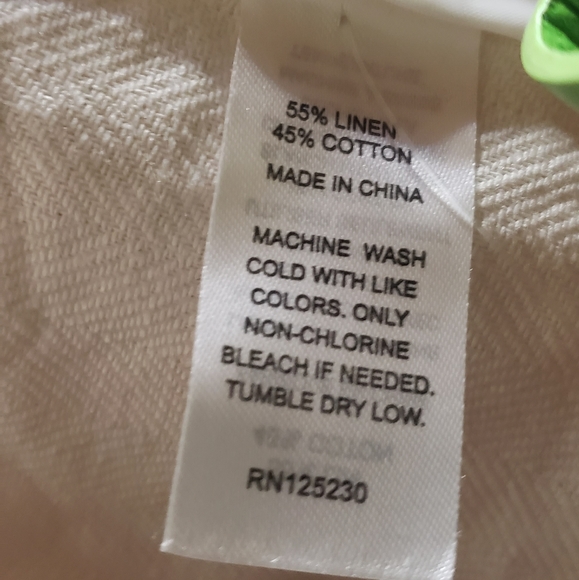 55% LINEN
45% COTTON
MADE IN CHINA
MACHINE WASH
COLD WITH LIKE
COLORS. ONLY
NON-CHLORINE
BLEACH IF NEEDED.
TUMBLE DRY LOW.
RN125230